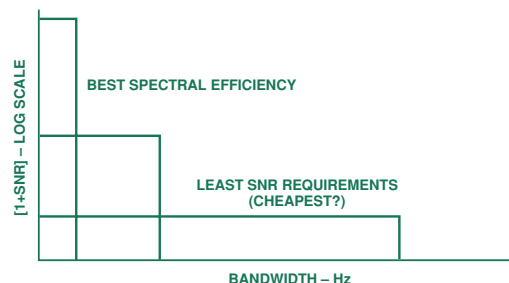 [1+SNR] – LOG SCALE
BEST SPECTRAL EFFICIENCY
LEAST SNR REQUIREMENTS
(CHEAPEST?)
BANDWIDTH – Hz